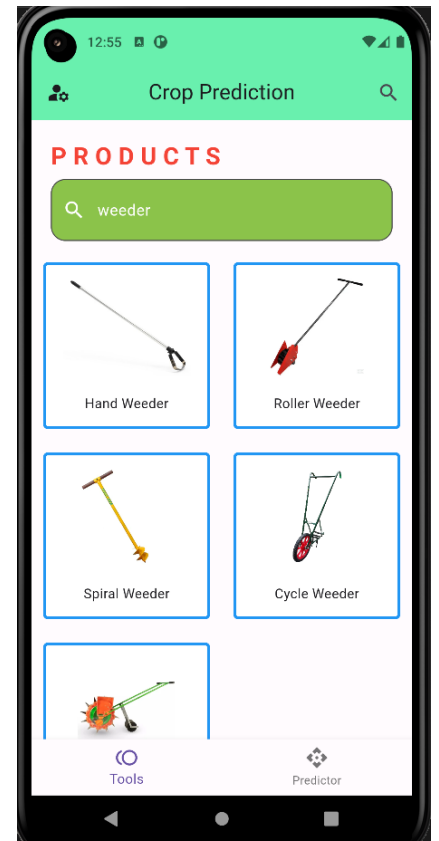 12:55
Crop Prediction
PRODUCTS
weeder
Hand Weeder
Roller Weeder
Spiral Weeder
Cycle Weeder
Tools
Predictor